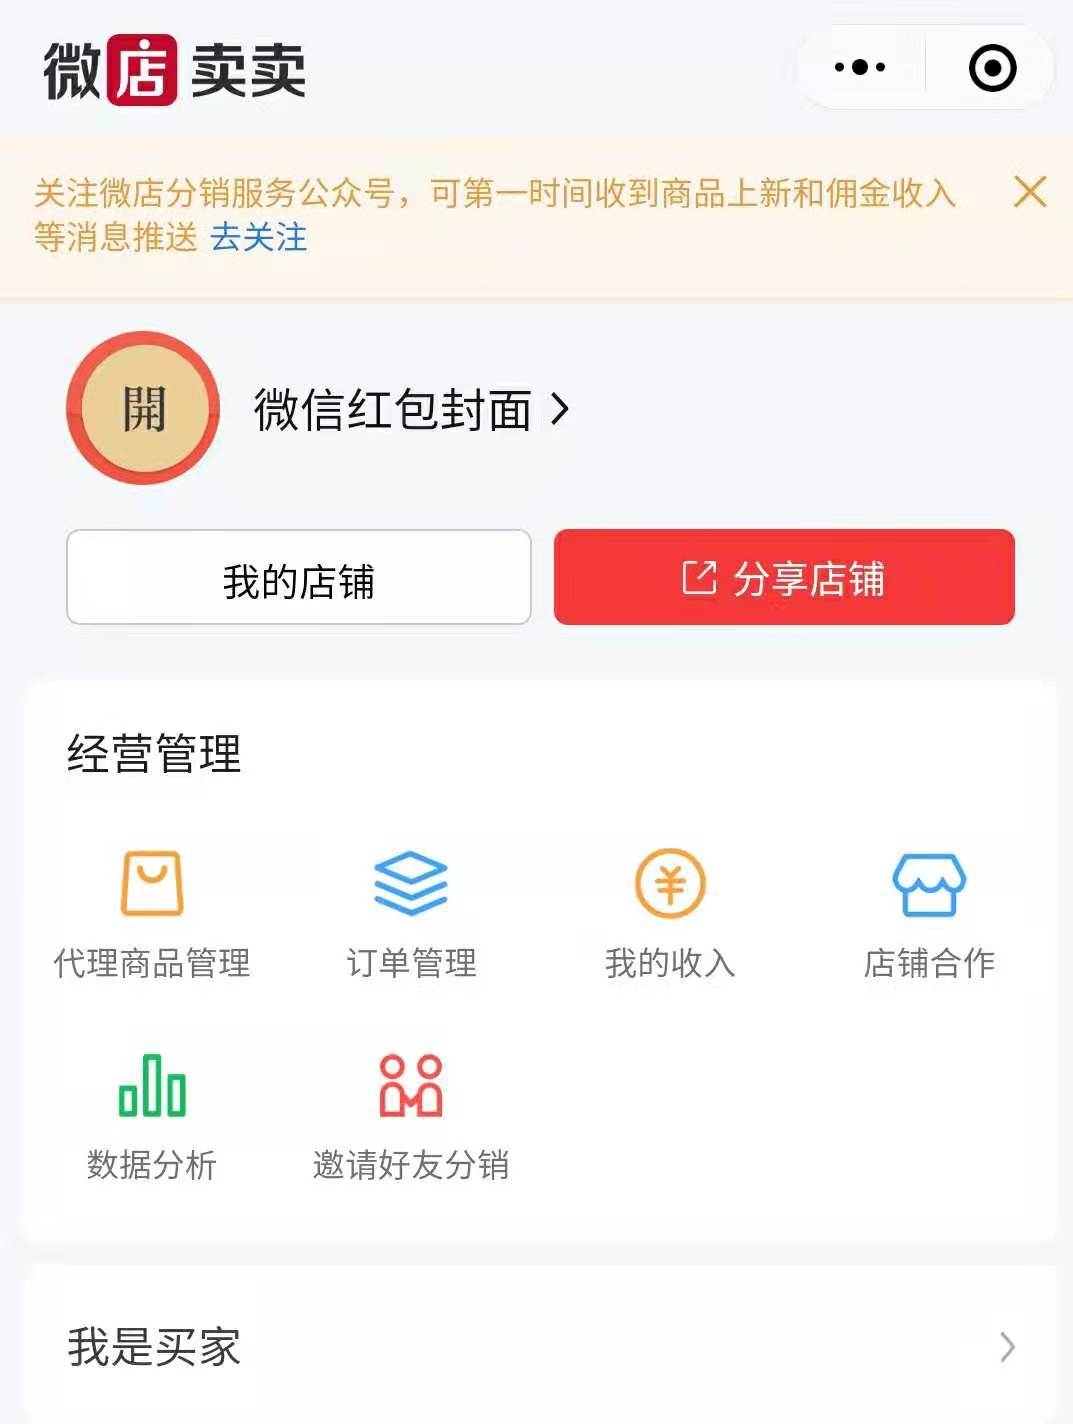 微店卖卖
关注微店分销服务公众号，可第一时间收到商品上新和佣金收入
等消息推送 去关注
開
微信红包封面
我的店铺
分享店铺
经营管理
代理商品管理
订单管理
我的收入
店铺合作
数据分析
邀请好友分销
我是买家